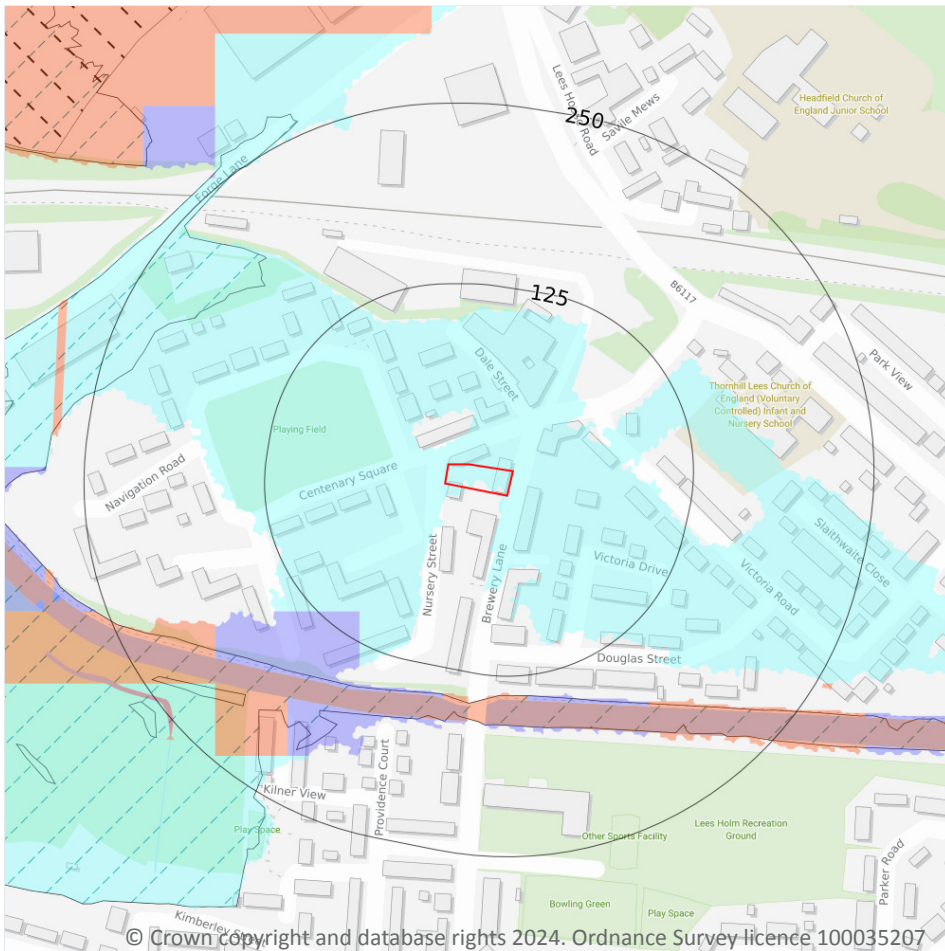 250
Lees Ho
Road
Savile Mews
Headfield Church of
England Junior School
Forge Lane
125
B6117
Park View
Dale Street
Thornhill Lees Church of
England (Voluntary
Controlled) Infant and
Nursery School
Playing Field
Navigation Road
Centenary Square
Slaithwaite Close
Nursery Street
Brewery Lane
Victoria Drive
Victoria Road
Douglas Street
Kilner View
Providence Court
Play Space
Other Sports Facility
Lees Holm Recreation
Ground
Parker Road
Bowling Green
Play Space
Kimberley S
© Crown copyright and database rights 2024. Ordnance Survey licence 100035207